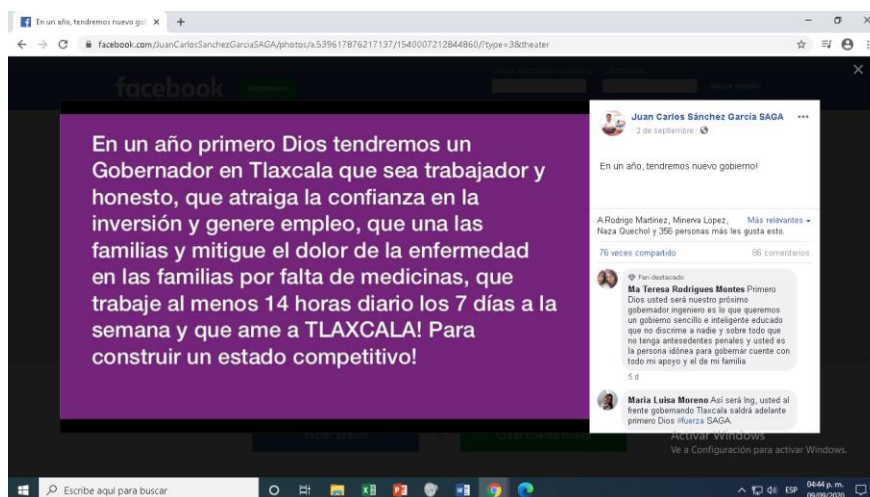 En un año, tendremos nuevo gob
facebook.com/JuanCarlosSanchezGarciaSAGA/photos/a.539617876217137/1540007212844860/?type=3&theater
facebook
En un año primero Dios tendremos un
Gobernador en Tlaxcala que sea trabajador y
honesto, que atraiga la confianza en la
inversión y genere empleo, que una las
familias y mitigue el dolor de la enfermedad
en las familias por falta de medicinas, que
trabaje al menos 14 horas diario los 7 días a la
semana y que ame a TLAXCALA! Para
construir un estado competitivo!
Juan Carlos Sánchez García SAGA
2 de septiembre
En un año, tendremos nuevo gobierno!
A Rodrigo Martínez, Minerva Lopez,
Naza Quechol y 356 personas más les gusta esto.
Más relevantes
76 veces compartido
86 comentarios
Fan destacado
Ma Teresa Rodrigues Montes Primero
Dios usted será nuestro próximo
gobernador ingeniero es lo que queremos
un gobierno sencillo e inteligente educado
que no discrime a nadie y sobre todo que
no tenga antesedentes penales y usted es
la persona idónea para gobernar cuente con
todo mi apoyo y el de mi familia
5 d
Maria Luisa Moreno Así será Ing, usted al
frente gobernando Tlaxcala saldrá adelante
primero Dios #fuerza SAGA.
Iniciar sesión
Crear cuenta nueva
Activar Windows
Ve a Configuración para activar Windows.
Escribe aquí para buscar
ESP
04:44 p. m.
09/09/2020